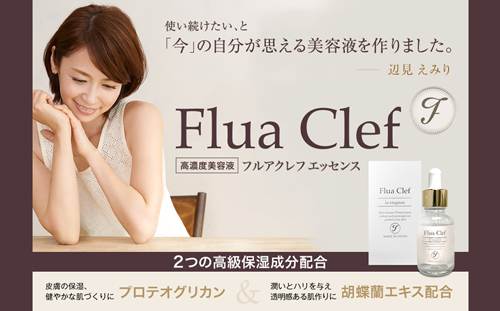 使い続けたい、と
「今」の自分が思える美容液を作りました。
辺見 えみり
Flua Clef
高濃度美容液 フルアクレフ エッセンス
Flua Clef
Flua Clef
2つの高級保湿成分配合
皮膚の保湿、
健やかな肌づくりに プロテオグリカン
&
潤いとハリを与え
透明感ある肌作りに 胡蝶蘭エキス配合